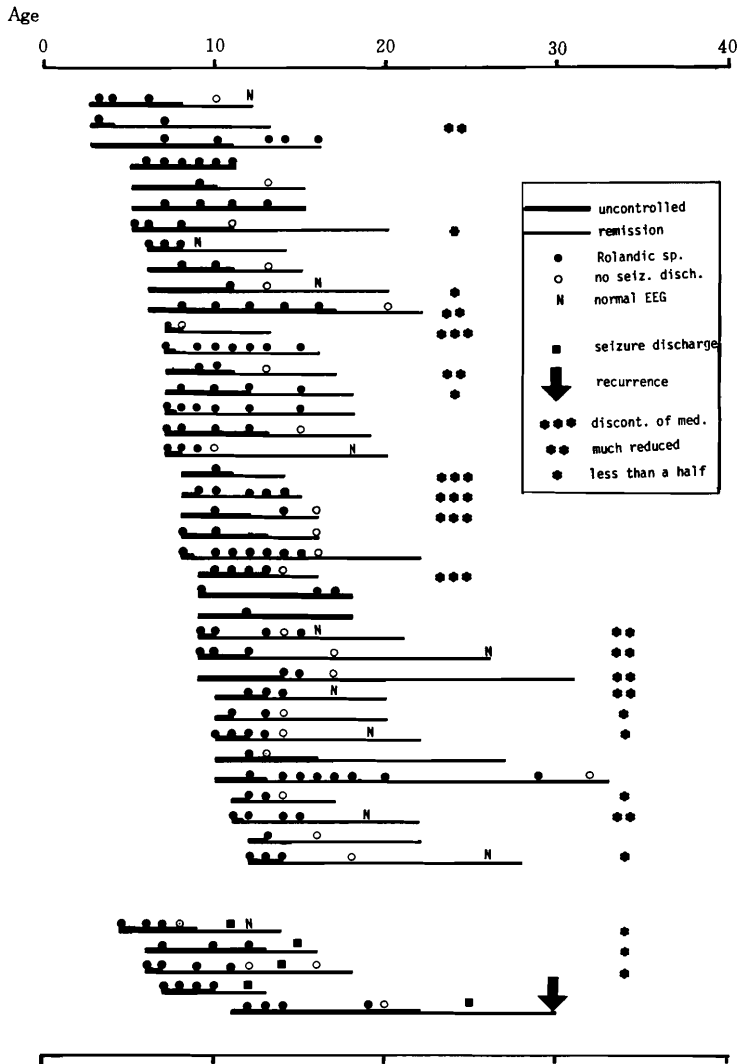 Age
0 10 20 30 40
N
N
N
N
N
N
N
N
N
N
N
uncontrolled
remission
Rolandic sp.
no seiz. disch.
N normal EEG
seizure discharge
recurrence
discont. of med.
much reduced
less than a half